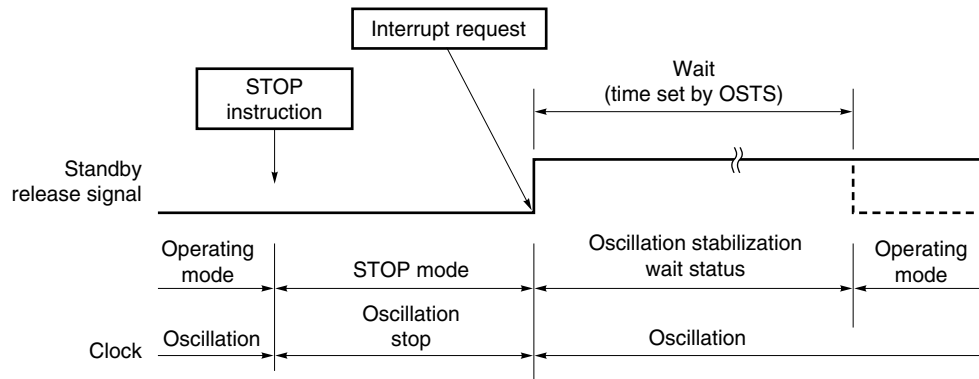 Interrupt request
STOP
instruction
Wait
(time set by OSTS)
Standby
release signal
Operating
mode
STOP mode
Oscillation stabilization
wait status
Operating
mode
Clock
Oscillation
Oscillation
stop
Oscillation